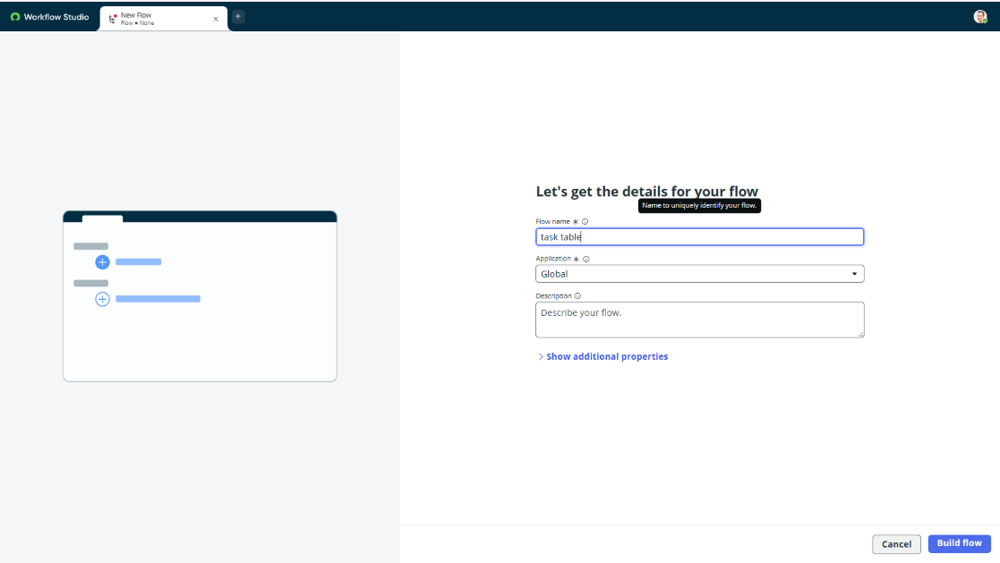 Workflow Studio
New Flow
Flow • None
Let's get the details for your flow
Name to uniquely identify your flow.
Flow name *
task table
Application *
Global
Description
Describe your flow.
Show additional properties
Cancel
Build flow